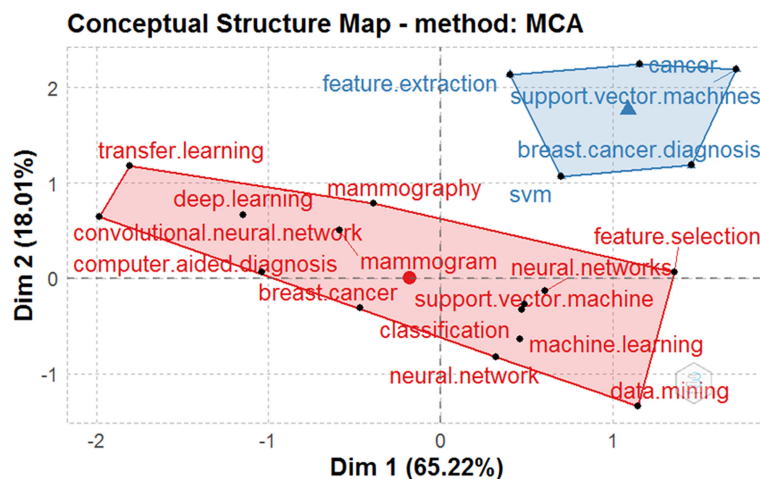 Conceptual Structure Map - method: MCA
cancer
feature.extraction
support.vector.machines
breast.cancer.diagnosis
svm
transfer.learning
deep.learning
mammography
convolutional.neural.network
feature.selection
computer.aided.diagnosis
mammogram
neural.networks
breast.cancer
support.vector.machine
classification
machine.learning
neural.network
data.mining
2
1
0
-1
-2
-1
0
1
Dim 2 (18.01%)
Dim 1 (65.22%)